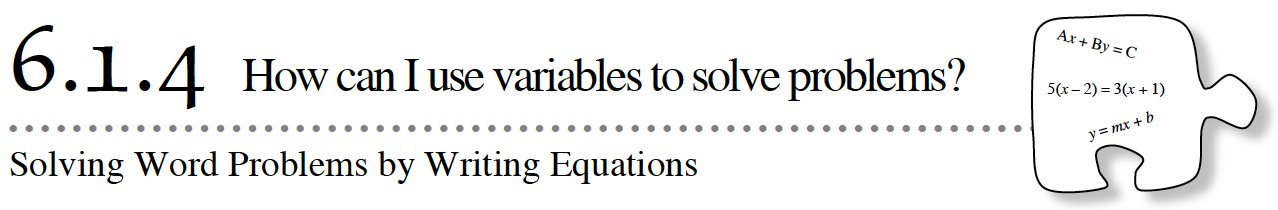 6.1.4 How can I use variables to solve problems?
Solving Word Problems by Writing Equations
Ax + By = C
5(x – 2) = 3(x + 1)
y = mx + b